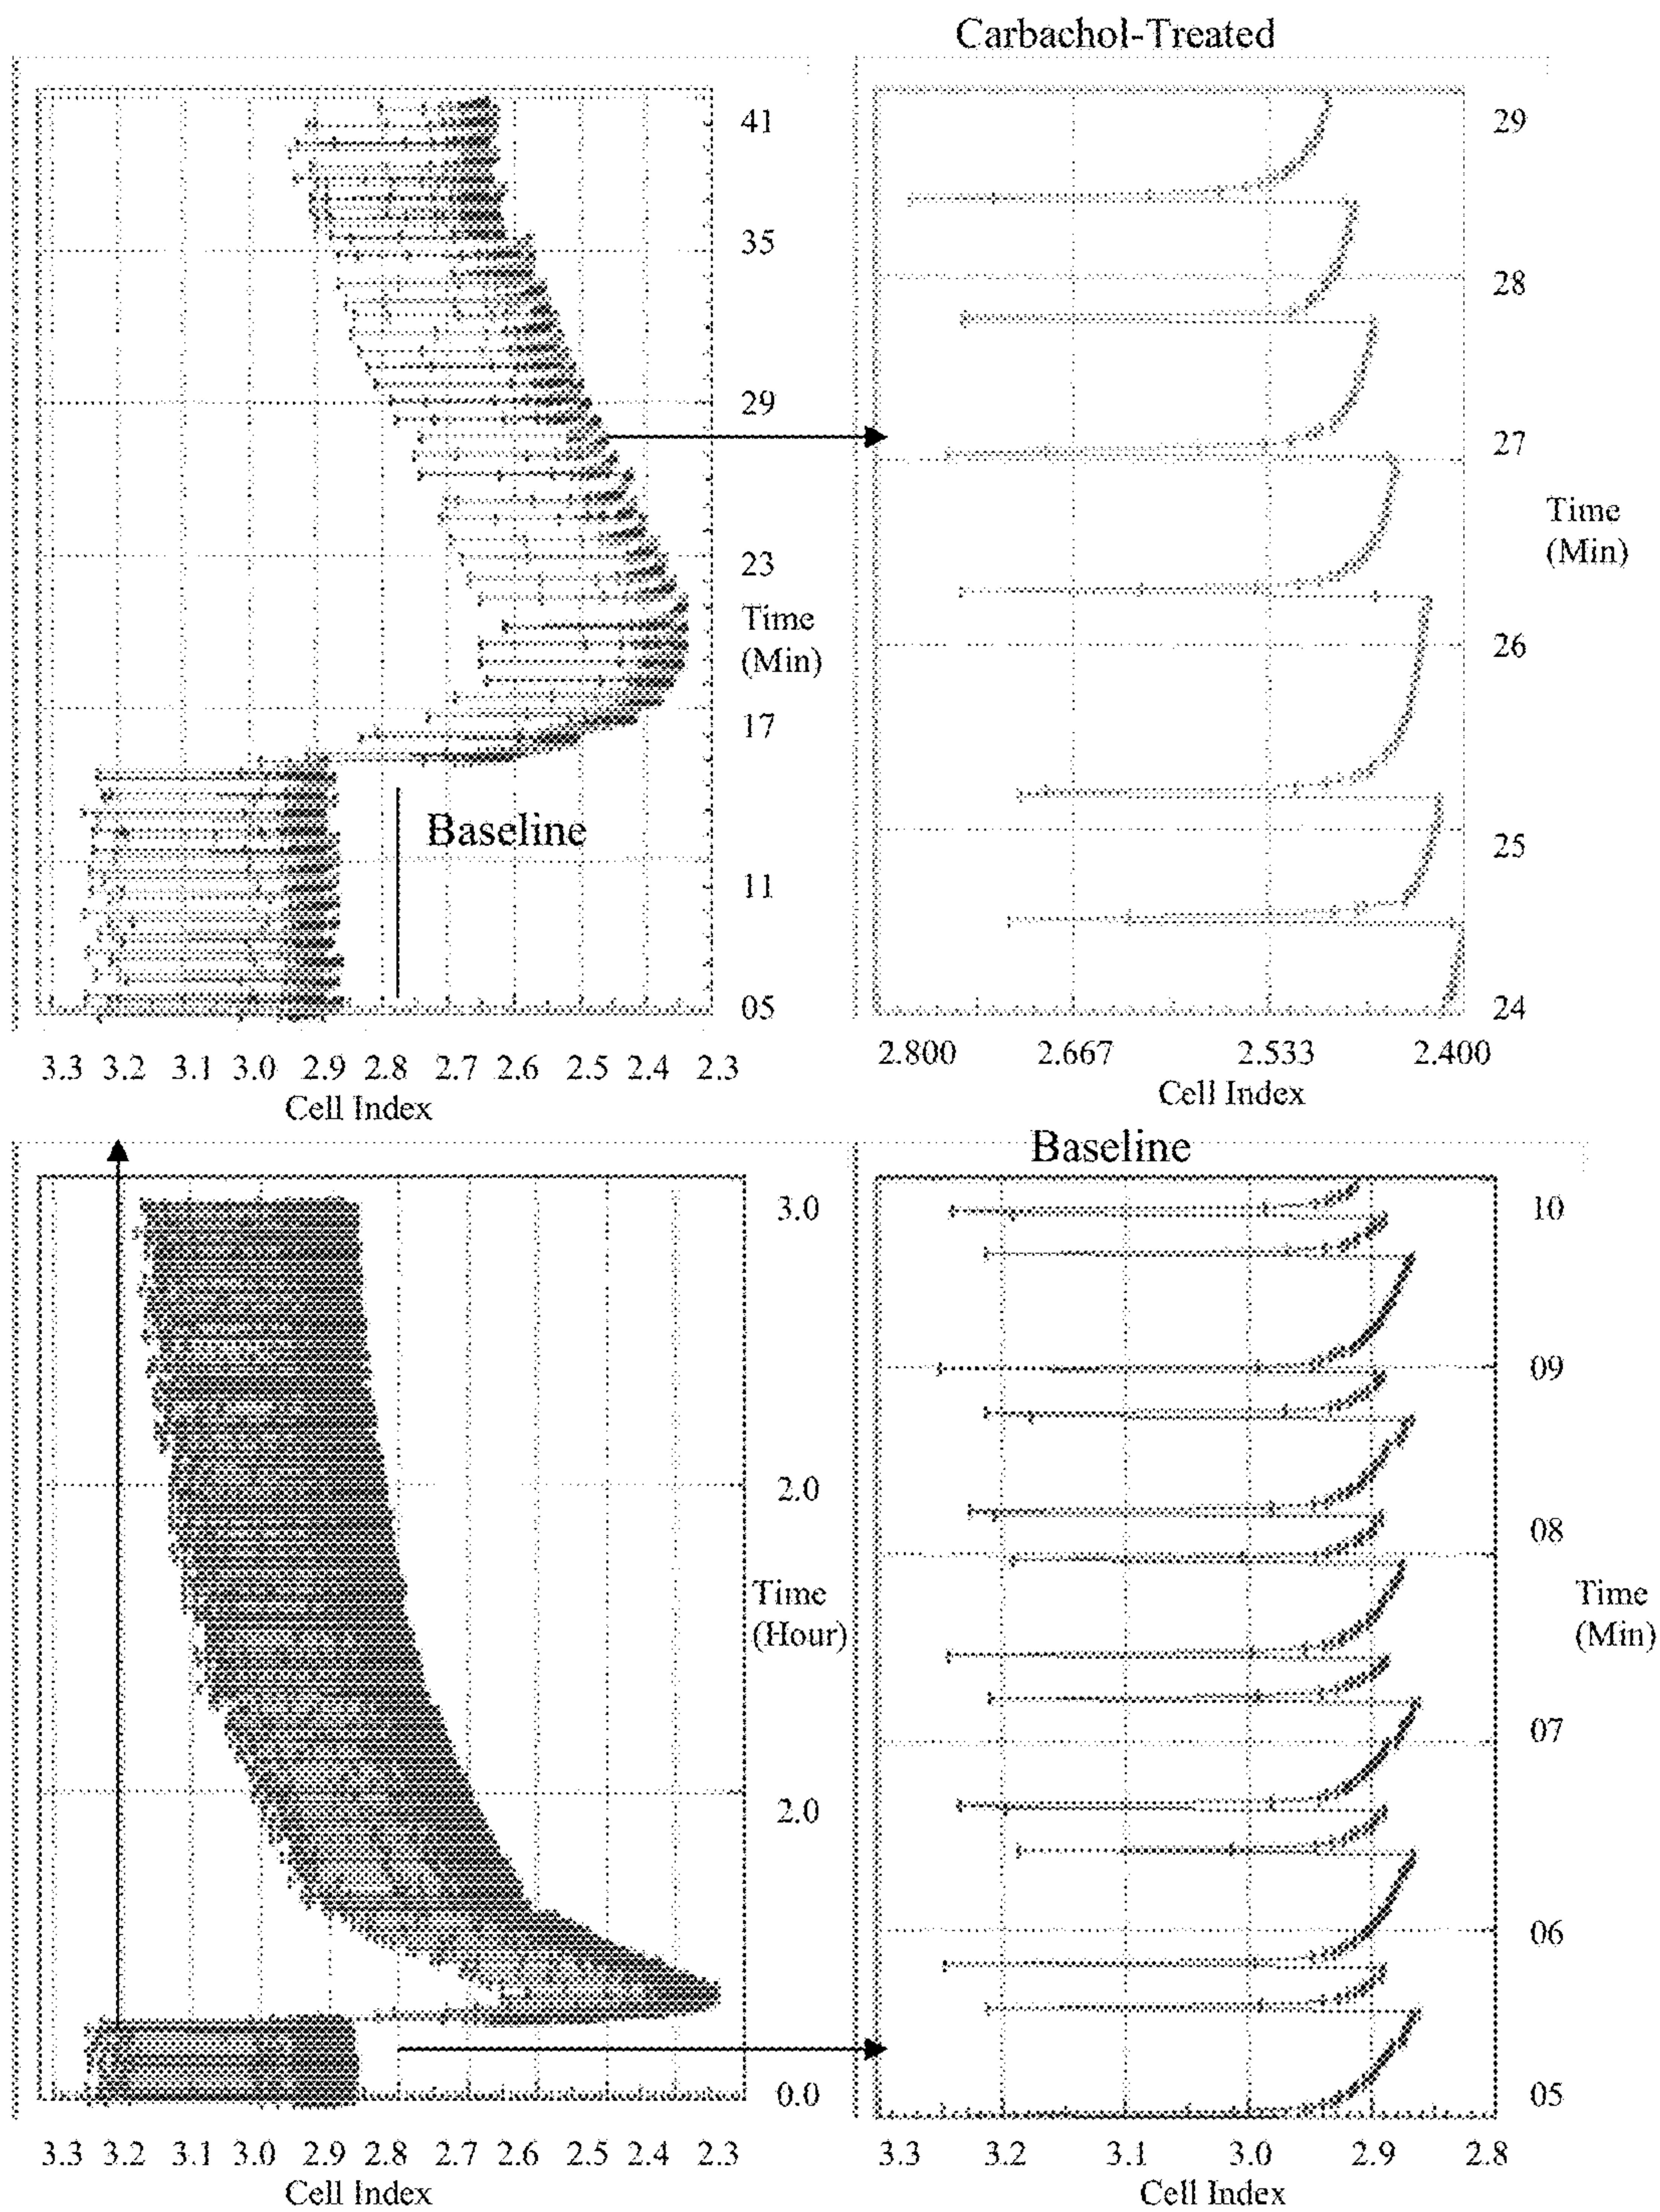 Carbachol-Treated
41
35
29
23
Time
(Min)
17
Baseline
11
05
3.3 3.2 3.1 3.0 2.9 2.8 2.7 2.6 2.5 2.4 2.3
Cell Index
29
28
27
Time
(Min)
26
25
24
2.800 2.667 2.533 2.400
Cell Index
3.0
2.0
Time
(Hour)
2.0
0.0
3.3 3.2 3.1 3.0 2.9 2.8 2.7 2.6 2.5 2.4 2.3
Cell Index
Baseline
10
09
08
Time
(Min)
07
06
05
3.3 3.2 3.1 3.0 2.9 2.8
Cell Index